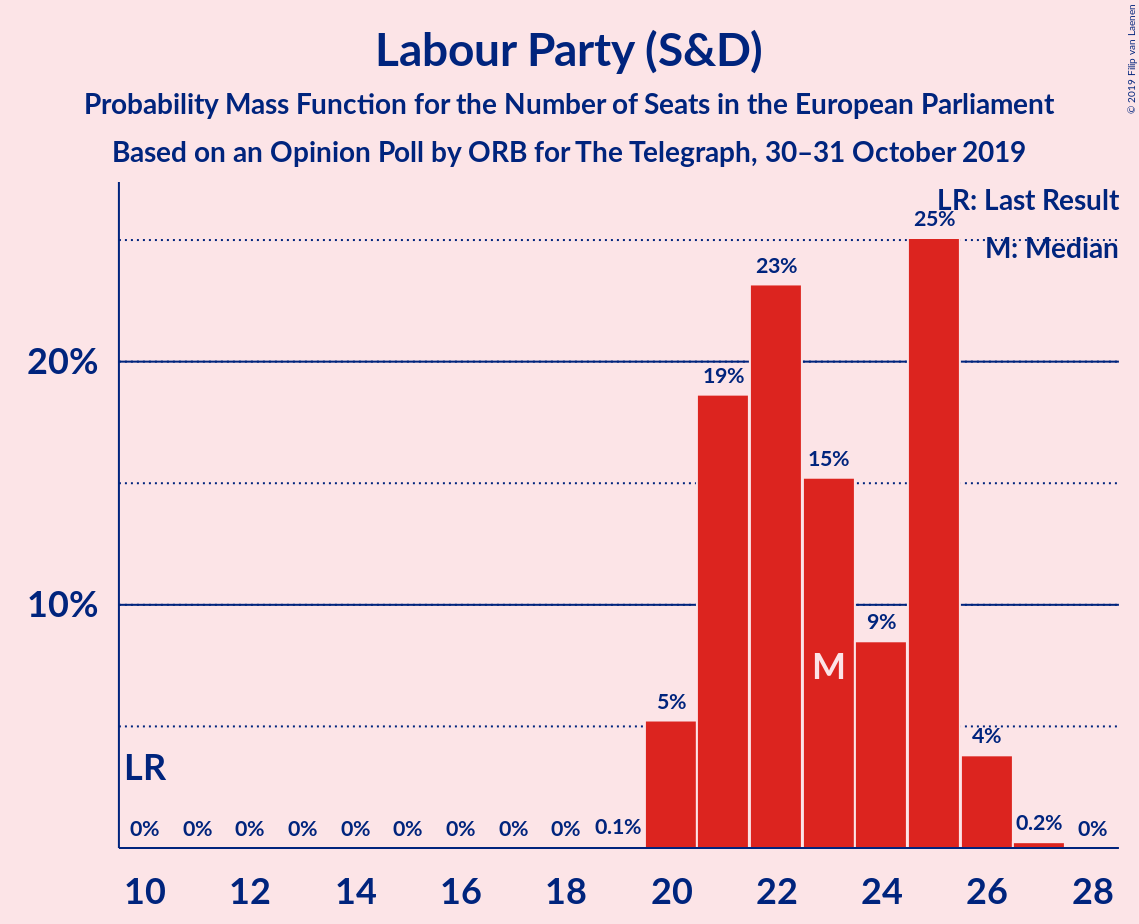 Labour Party (S&D)
Probability Mass Function for the Number of Seats in the European Parliament
Based on an Opinion Poll by ORB for The Telegraph, 30–31 October 2019
© 2019 Filip van Laenen
LR: Last Result
M: Median
25%
23%
20%
19%
15%
10%
9%
M
5%
4%
LR
0% 0% 0% 0% 0% 0% 0% 0% 0% 0.1% 0.2% 0%
10 12 14 16 18 20 22 24 26 28